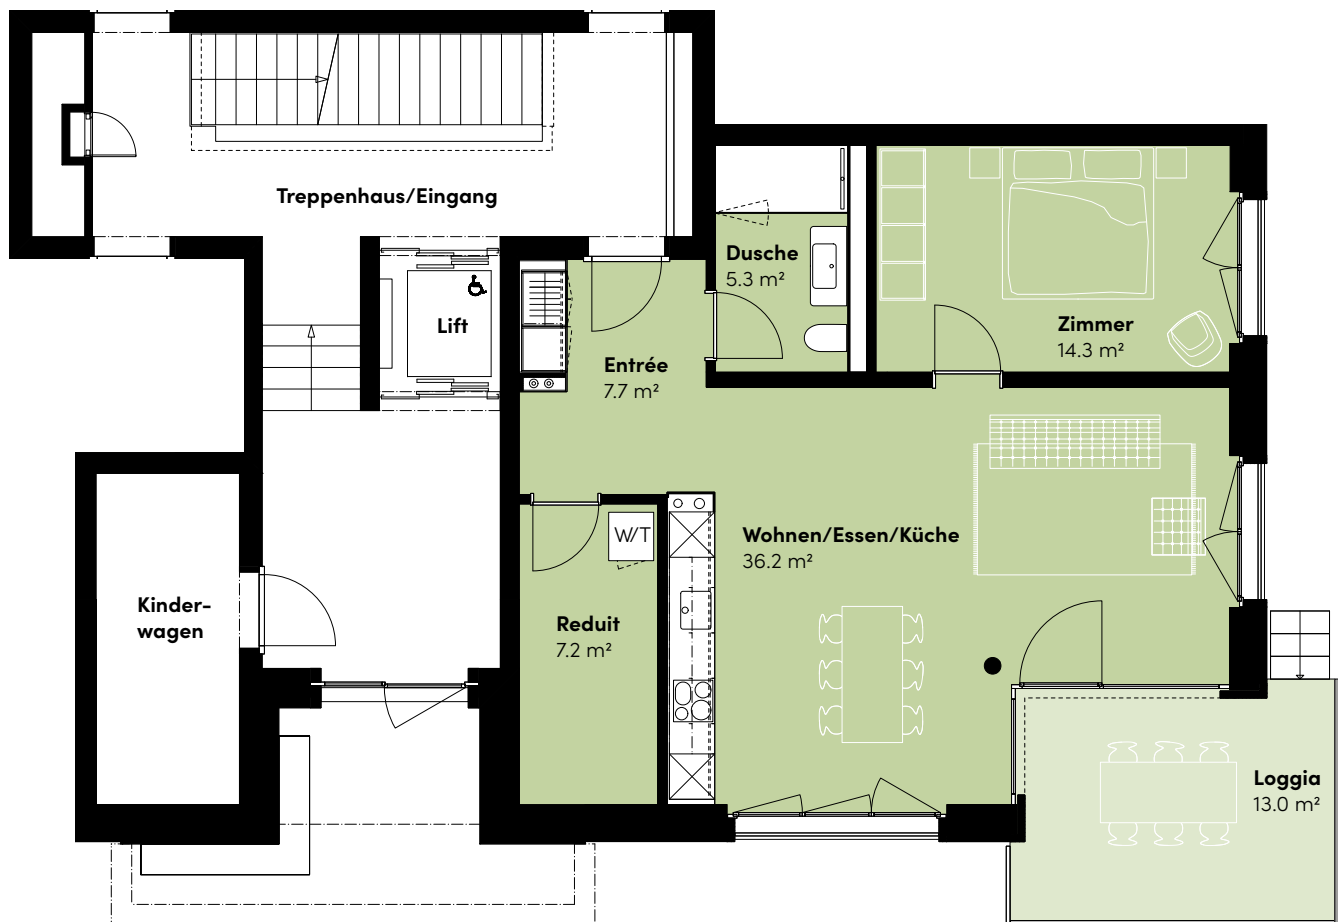 Treppenhaus/Eingang
Dusche
5.3 m²
Lift
Zimmer
14.3 m²
Entrée
7.7 m²
W/T
Wohnen/Essen/Küche
36.2 m²
Kinder-
wagen
Reduit
7.2 m²
Loggia
13.0 m²